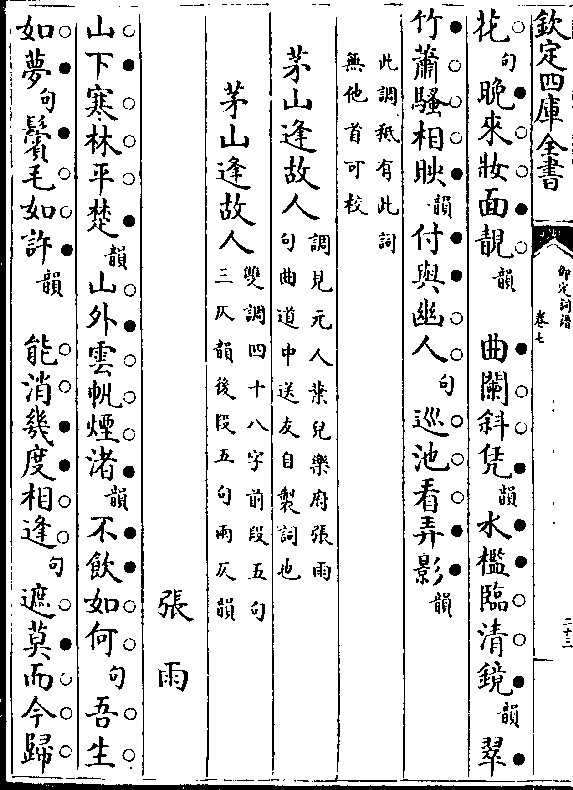 欽定四庫全書
御定詞譜
卷七
二十三
花句晚來妝面靚韻　曲闌斜凭韻水檻臨清鏡韻翠
竹蕭騷相映韻付與幽人句巡池看弄影韻
此調秪有此詞
無他首可校
茅山逢故人
調見元人葉兒樂府張雨
句曲道中送友自製詞也
茅山逢故人
雙調四十八字前段五句
三仄韻後段五句兩仄韻
張雨
山下寒林平楚韻山外雲帆煙渚韻不飲如何句吾生
如夢句鬢毛如許韻　能消幾度相逢句遮莫而今歸